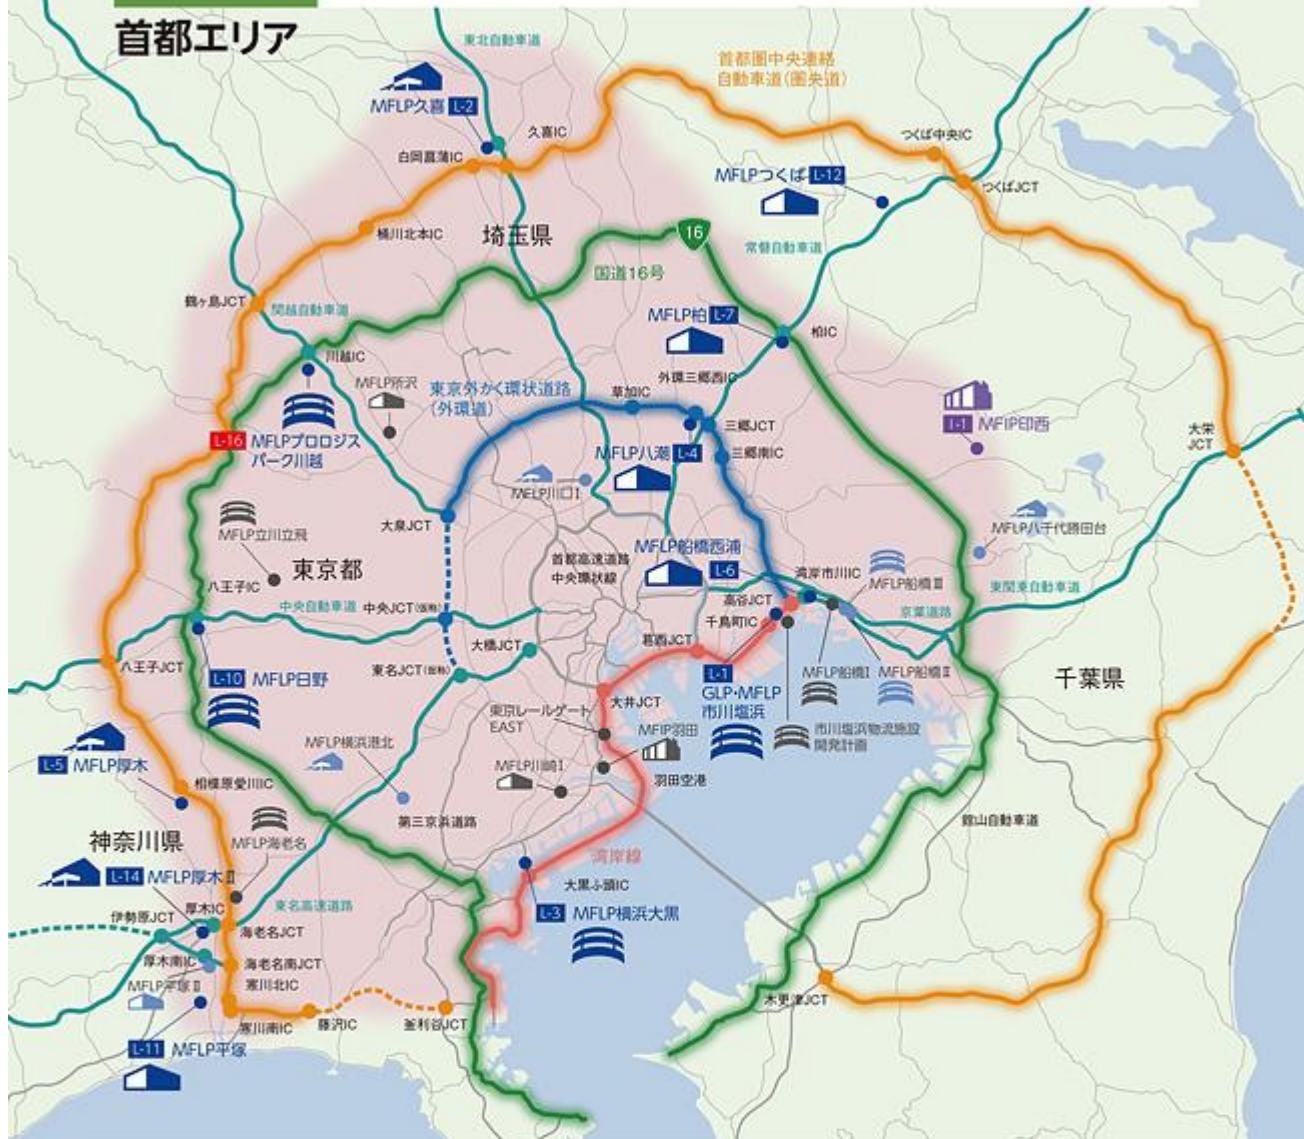 首都エリア
東北自動車道
首都圏中央連絡
自動車道(圏央道)
MFLP久喜 L-2
久喜IC
つくば中央IC
白岡菖蒲IC
MFLPつくば L-12
つくばJCT
桶川北本IC
埼玉県
16
常磐自動車道
国道16号
鶴ヶ島JCT
関越自動車道
MFLP柏 L-7
柏IC
川越IC
MFLP所沢
東京外かく環状道路
(外環道)
外環三郷西IC
草加IC
I-1 MFIP印西
三郷JCT
大栄
JCT
L-16 MFLPプロロジス
パーク川越
MFLP八潮 L-4
三郷南IC
MFLP川口Ⅰ
大泉JCT
MFLP立川立飛
MFLP八千代勝田台
首都高速道路
中央環状線
MFLP船橋西浦
L-6
東京都
湾岸市川IC
MFLP船橋Ⅲ
八王子IC
東関東自動車道
中央自動車道
中央JCT(仮称)
高谷JCT
京葉道路
千鳥町IC
大橋JCT
葛西JCT
八王子JCT
東名JCT(仮称)
L-10 MFLP日野
L-1
GLP・MFLP
市川塩浜
MFLP船橋Ⅰ
MFLP船橋Ⅱ
千葉県
大井JCT
東京レールゲート
EAST
MFIP羽田
市川塩浜物流施設
開発計画
MFLP横浜港北
L-5 MFLP厚木
MFLP川崎Ⅰ
羽田空港
相模原愛川IC
第三京浜道路
館山自動車道
神奈川県
MFLP海老名
湾岸線
L-14 MFLP厚木Ⅱ
大黒ふ頭IC
伊勢原JCT
厚木IC
東名高速道路
L-3 MFLP横浜大黒
海老名JCT
厚木南IC
海老名南JCT
MFLP平塚Ⅱ
寒川北IC
木更津JCT
寒川南IC
藤沢IC
釜利谷JCT
L-11 MFLP平塚